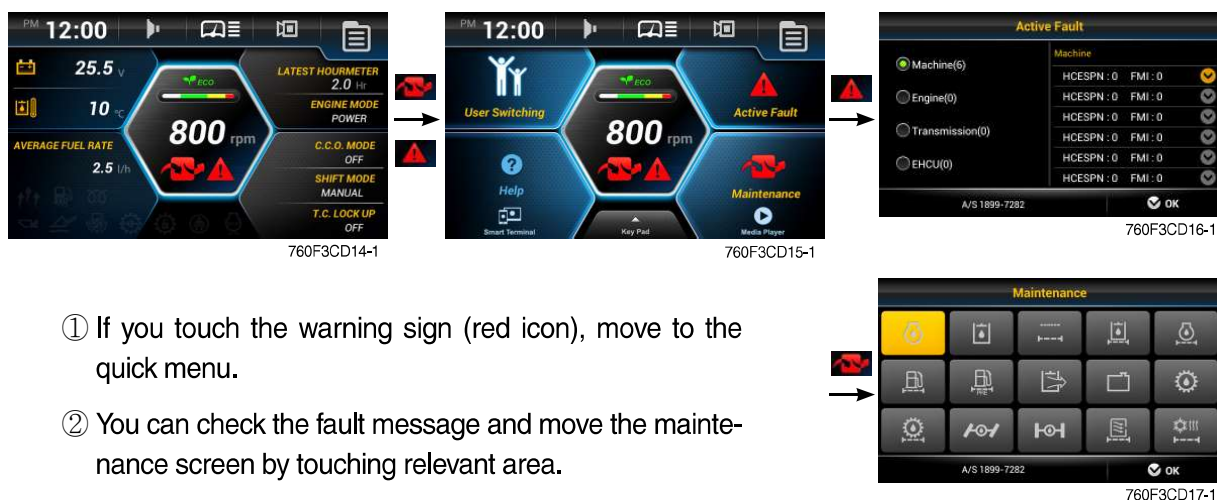 PM 12:00
25.5 V
10 ℃
AVERAGE FUEL RATE
2.5 l/h
ECO
800 rpm
LATEST HOURMETER
2.0 Hr
ENGINE MODE
POWER
C.C.O. MODE
OFF
SHIFT MODE
MANUAL
T.C. LOCK UP
OFF
760F3CD14-1
PM 12:00
User Switching
Help
Smart Terminal
ECO
800 rpm
Key Pad
Active Fault
Maintenance
Media Player
760F3CD15-1
Active Fault
Machine(6)
Engine(0)
Transmission(0)
EHCU(0)
Machine
HCESPN : 0 FMI : 0
HCESPN : 0 FMI : 0
HCESPN : 0 FMI : 0
HCESPN : 0 FMI : 0
HCESPN : 0 FMI : 0
HCESPN : 0 FMI : 0
A/S 1899-7282 OK
760F3CD16-1
① If you touch the warning sign (red icon), move to the
quick menu.
② You can check the fault message and move the mainte-
nance screen by touching relevant area.
Maintenance
PRE
A/S 1899-7282 OK
760F3CD17-1